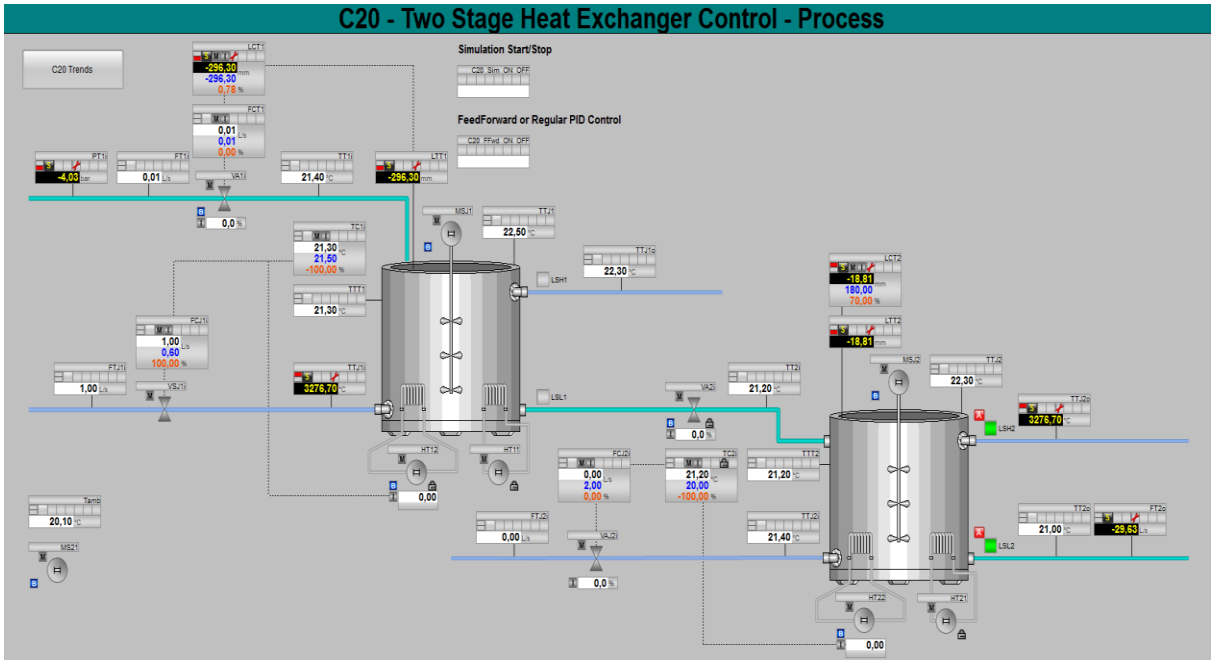 C20 - Two Stage Heat Exchanger Control - Process
C20 Trends
LCT1
S M I
-296,30 mm
-296,30
0,78 %
Simulation Start/Stop
C20_Sim_ON_OFF
FCT1
M I
0,01 L/s
0,01
0,00 %
FeedForward or Regular PID Control
C20_FFwd_ON_OFF
PT1i
S
-4,03 bar
FT1i
0,01 L/s
VA1i
M
B
I 0,0 %
TT1i
21,40 °C
LTT1
S
-296,30 mm
TC1i
M I
21,30 °C
21,50
-100,00 %
MSJ1
M
B
TTJ1
22,50 °C
TTJ1o
22,30 °C
LSH1
LCT2
S M I
-18,81 mm
180,00
70,00 %
TTT1
21,30 °C
FCJ1i
M I
1,00 L/s
0,60
100,00 %
LTT2
S
-18,81 mm
FTJ1i
1,00 L/s
VSJ1i
M
TTJ1i
S
3276,70 °C
LSL1
VA2i
M
B
I 0,0 %
TT2i
21,20 °C
MSJ2
M
B
TTJ2
22,30 °C
TTJ2o
S
3276,70 °C
A
LSH2
HT12
M
HT11
M
B
I 0,00
FCJ2i
M I
0,00 L/s
2,00
0,00 %
TC2i
M I
21,20 °C
20,00
-100,00 %
TTT2
21,20 °C
Tamb
20,10 °C
FTJ2i
0,00 L/s
VAJ2i
M
I 0,0 %
TTJ2i
21,40 °C
TT2o
21,00 °C
FT2o
S
-29,63 L/s
A
LSL2
MS21
M
B
HT22
M
HT21
M
B
I 0,00